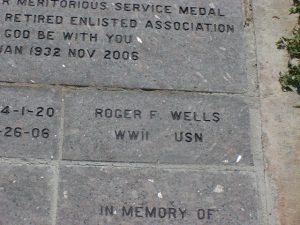 R MERITORIOUS SERVICE MEDAL
RETIRED ENLISTED ASSOCIATION
GOD BE WITH YOU
JAN 1932 NOV 2006
4-1-20
-26-06
ROGER F. WELLS
WWII USN
IN MEMORY OF